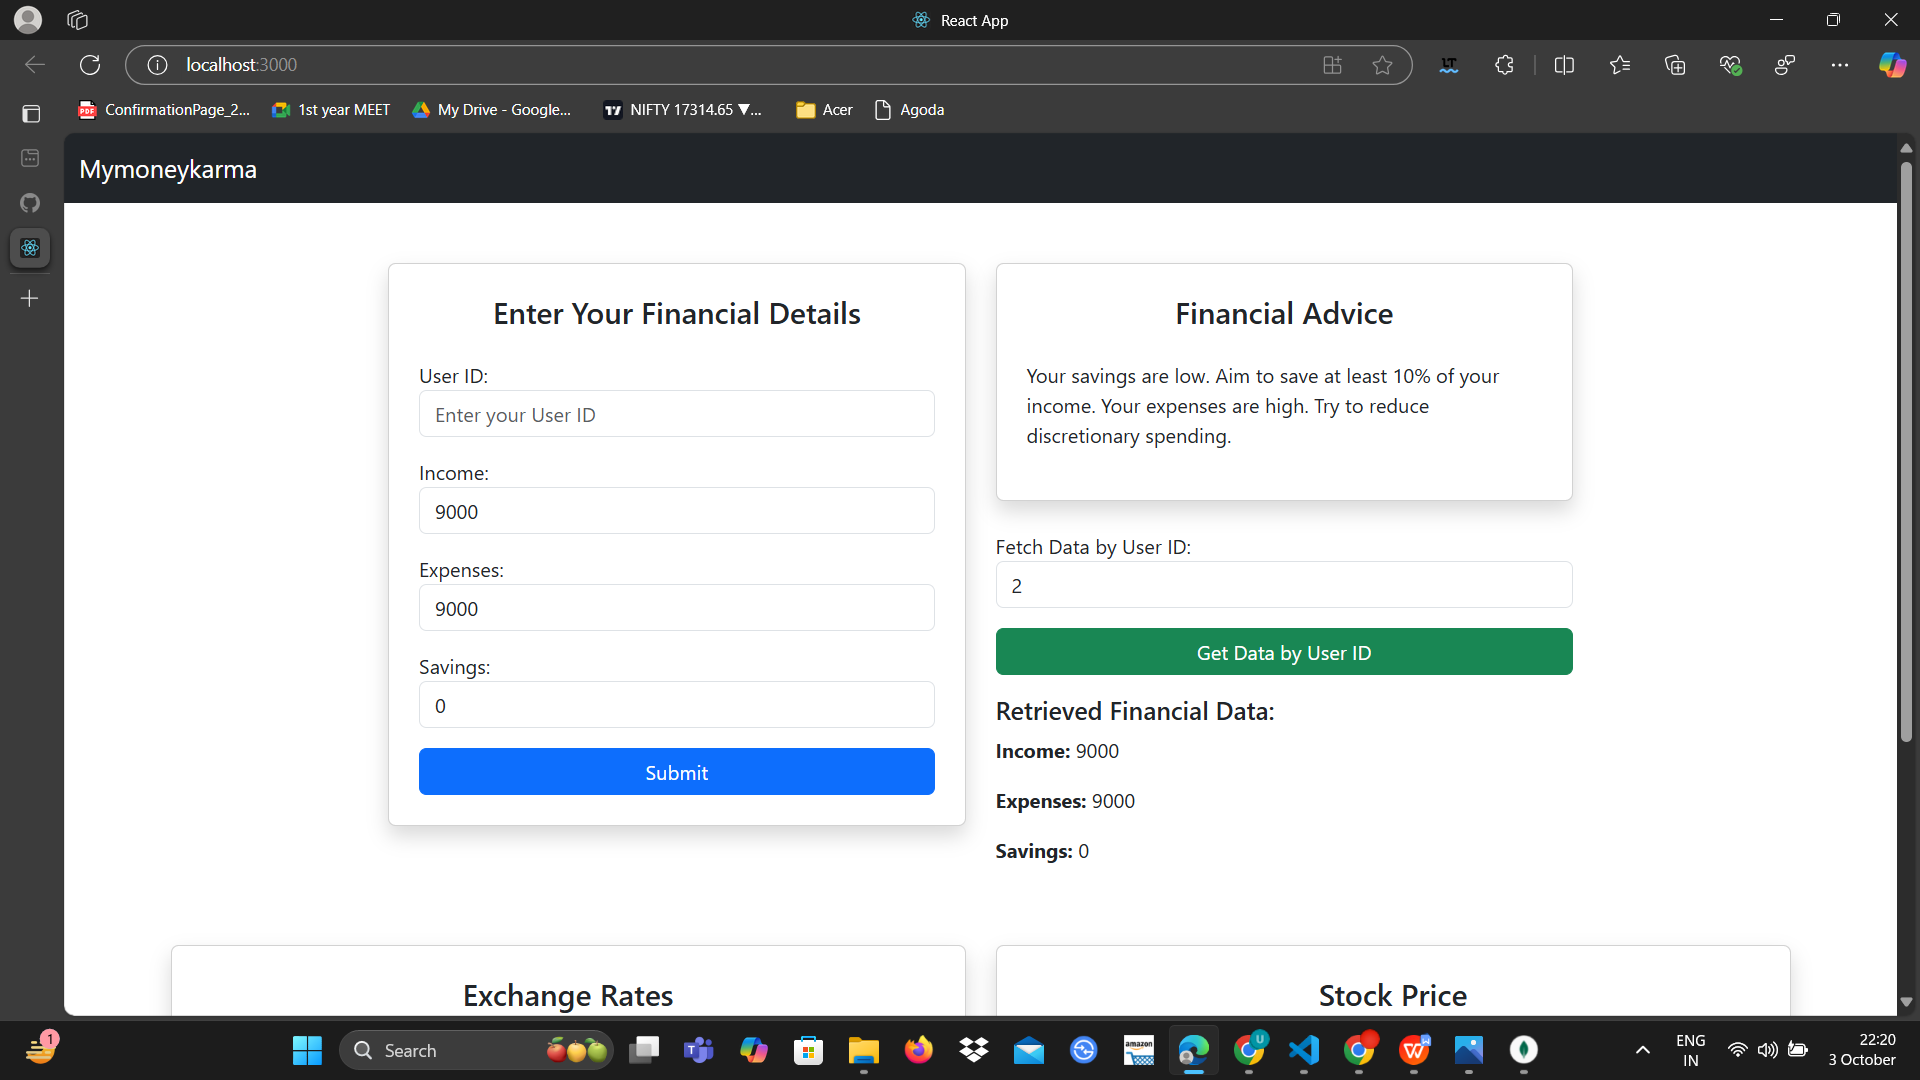 React App
localhost:3000
ConfirmationPage_2...
1st year MEET
My Drive - Google...
NIFTY 17314.65 ▼...
Acer
Agoda
Mymoneykarma
Enter Your Financial Details
User ID:
Enter your User ID
Income:
9000
Expenses:
9000
Savings:
0
Submit
Financial Advice
Your savings are low. Aim to save at least 10% of your
income. Your expenses are high. Try to reduce
discretionary spending.
Fetch Data by User ID:
2
Get Data by User ID
Retrieved Financial Data:
Income: 9000
Expenses: 9000
Savings: 0
Exchange Rates
Stock Price
1
Search
amazon
U
ENG
IN
22:20
3 October